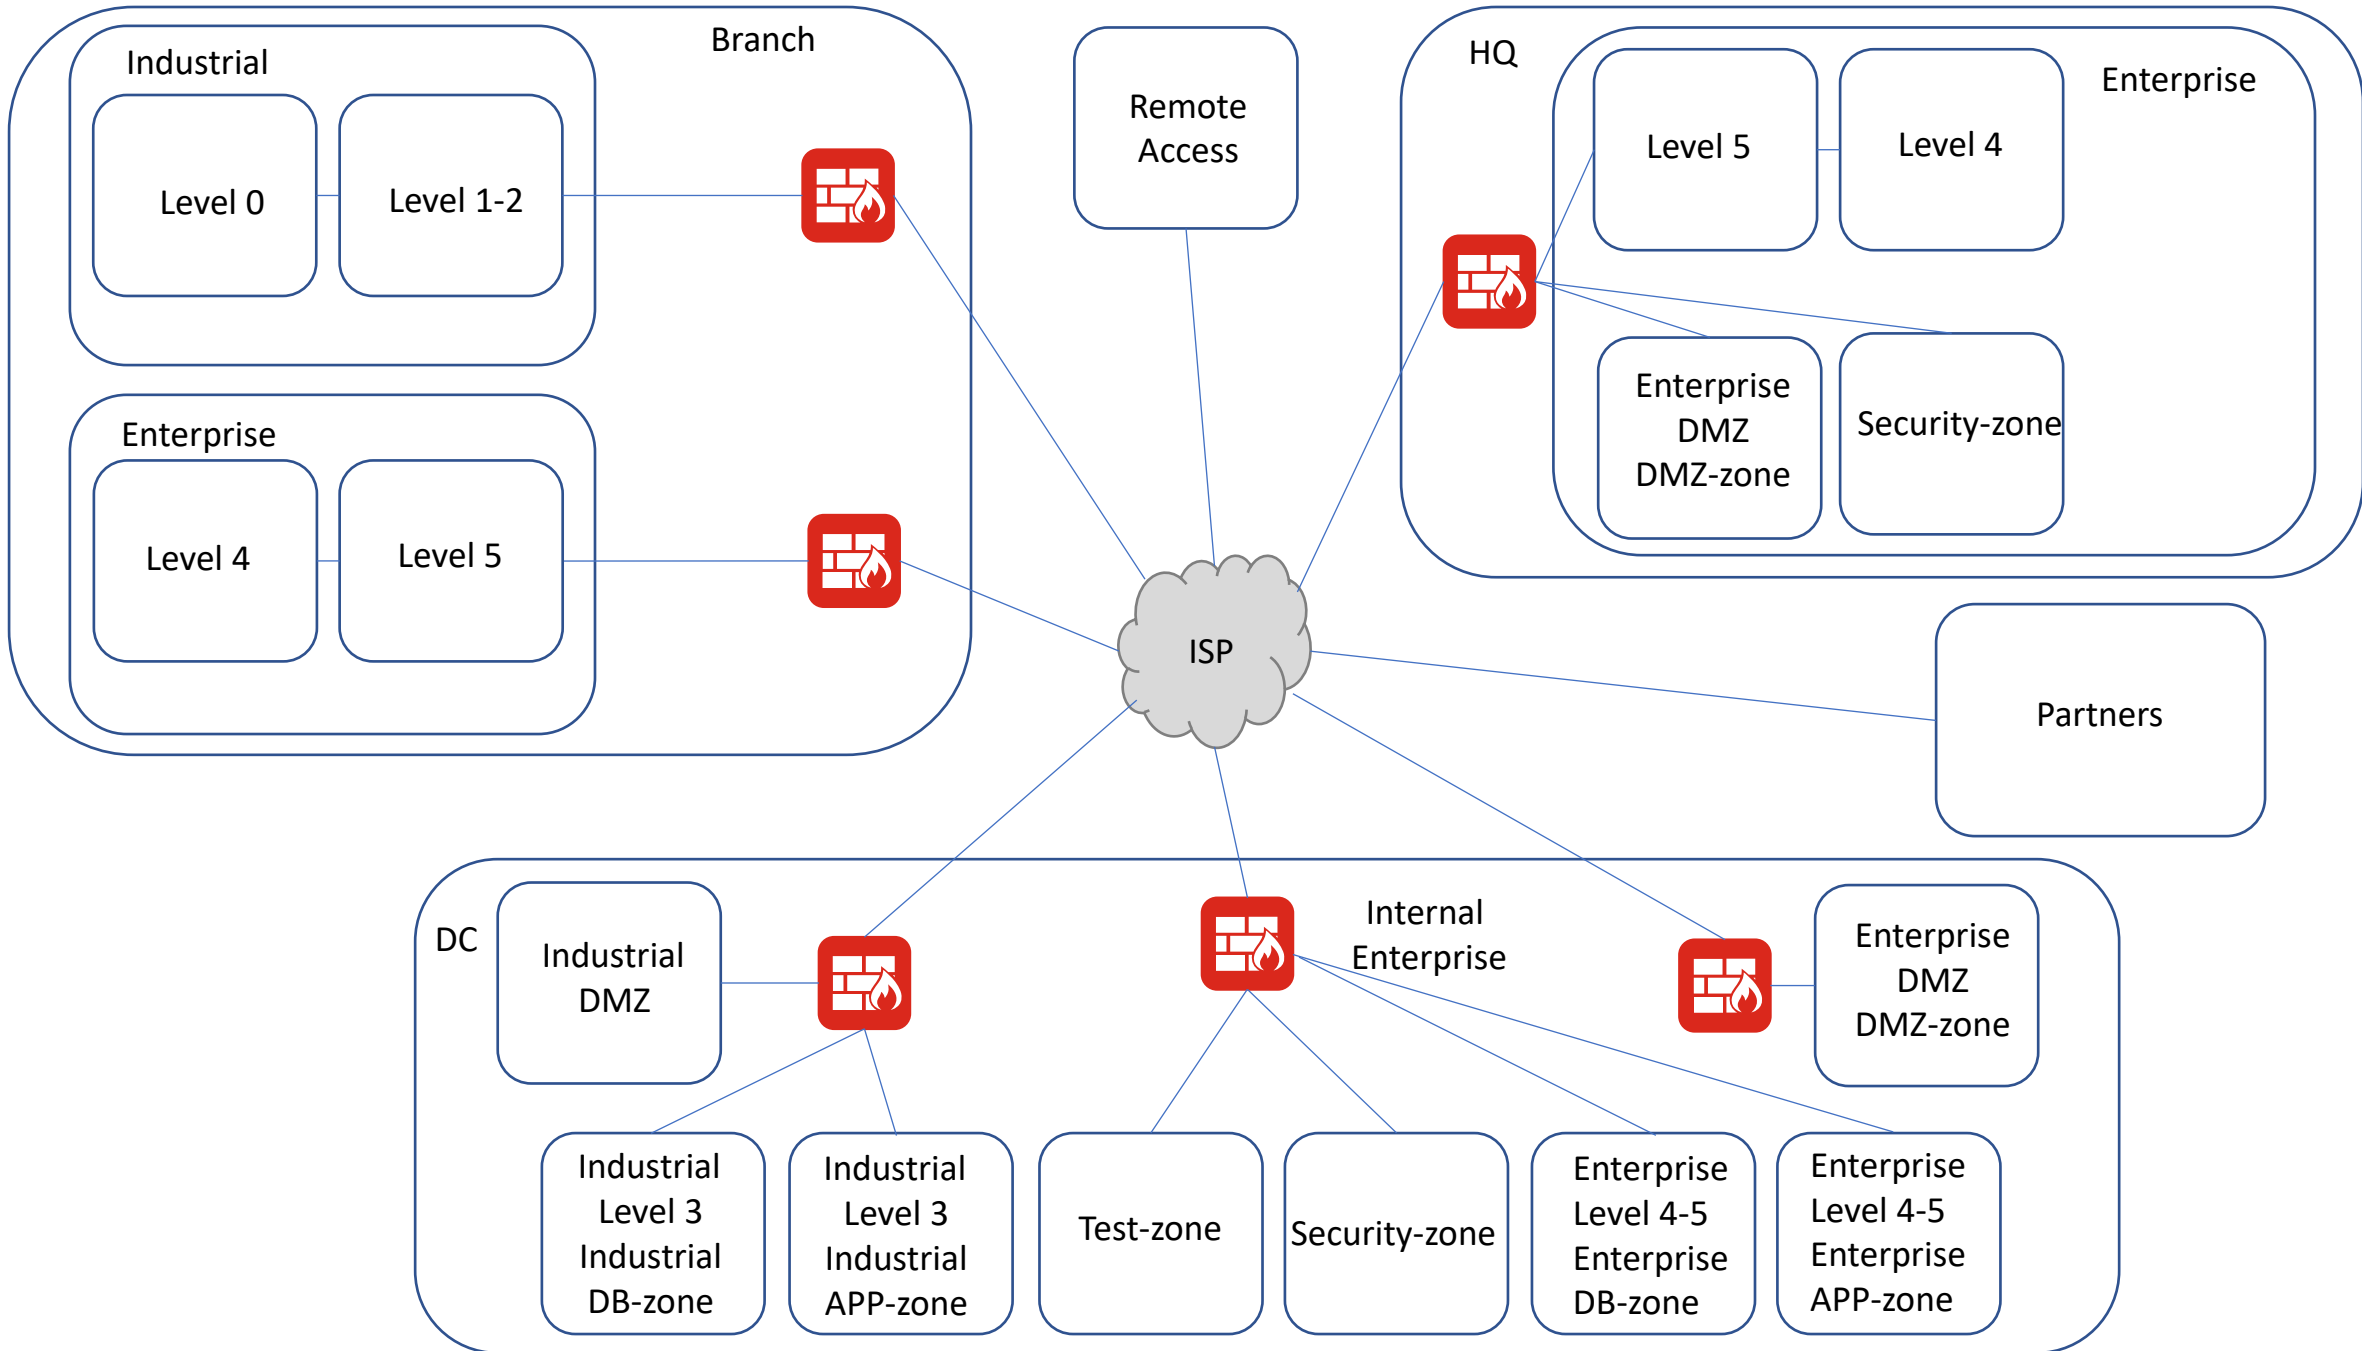 Branch
Industrial
Level 0
Level 1-2
Enterprise
Level 4
Level 5
Remote
Access
HQ
Enterprise
Level 5
Level 4
Enterprise
DMZ
DMZ-zone
Security-zone
ISP
Partners
DC
Industrial
DMZ
Internal
Enterprise
Enterprise
DMZ
DMZ-zone
Industrial
Level 3
Industrial
DB-zone
Industrial
Level 3
Industrial
APP-zone
Test-zone
Security-zone
Enterprise
Level 4-5
Enterprise
DB-zone
Enterprise
Level 4-5
Enterprise
APP-zone